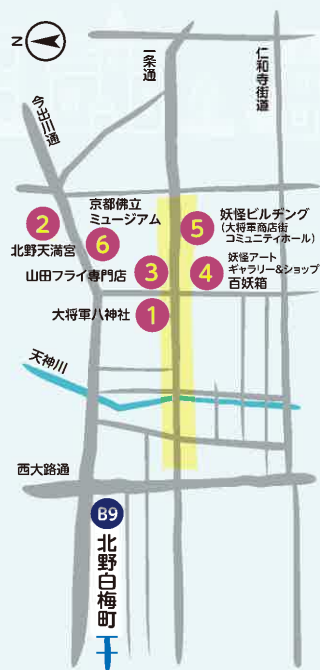 N
一条通
仁和寺街道
今出川通
2
北野天満宮
京都佛立
ミュージアム
6
5
妖怪ビルヂング
(大将軍商店街
コミュニティホール)
山田フライ専門店
3
4
妖怪アート
ギャラリー&ショップ
百妖箱
大将軍八神社
1
天神川
西大路通
B9
北野白梅町